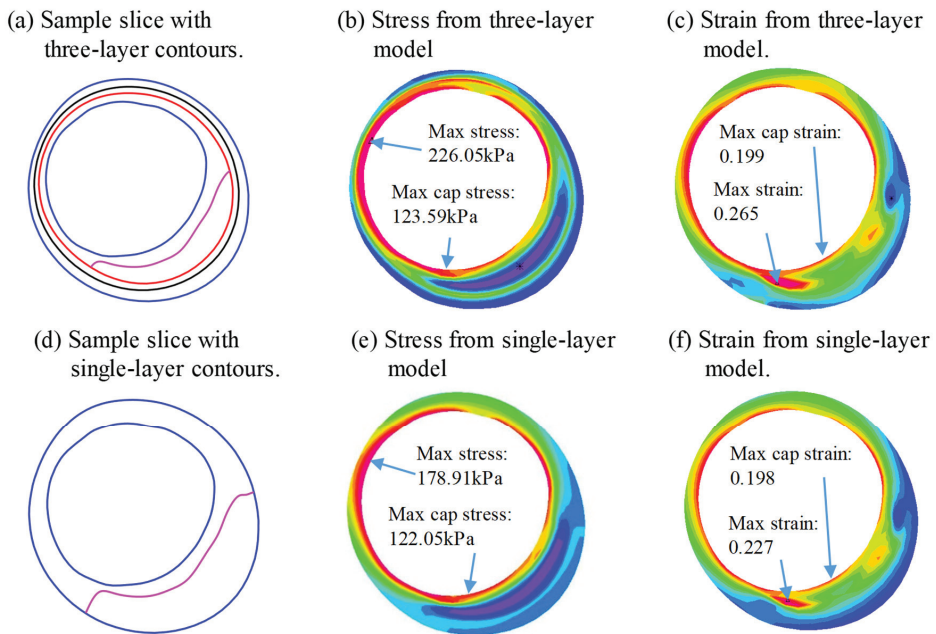 (a) Sample slice with
three-layer contours.
(b) Stress from three-layer
model
(c) Strain from three-layer
model.
Max stress:
226.05kPa
Max cap stress:
123.59kPa
Max cap strain:
0.199
Max strain:
0.265
(d) Sample slice with
single-layer contours.
(e) Stress from single-layer
model
(f) Strain from single-layer
model.
Max stress:
178.91kPa
Max cap stress:
122.05kPa
Max cap strain:
0.198
Max strain:
0.227